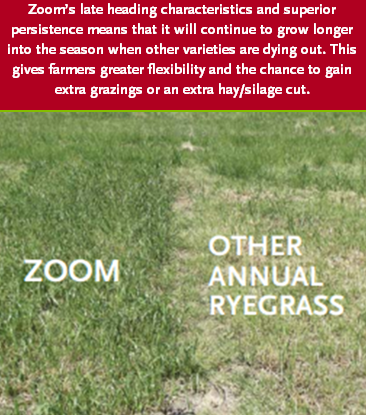 Zoom's late heading characteristics and superior
persistence means that it will continue to grow longer
into the season when other varieties are dying out. This
gives farmers greater flexibility and the chance to gain
extra grazings or an extra hay/silage cut.
ZOOM
OTHER
ANNUAL
RYEGRASS